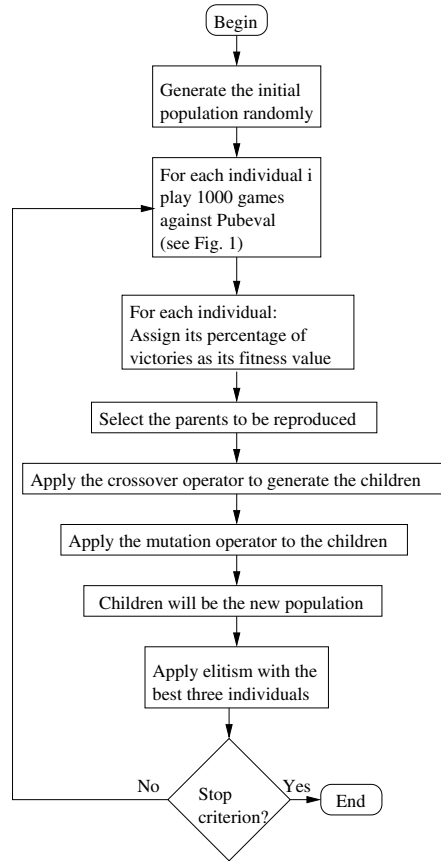 Begin
Generate the initial
population randomly
For each individual i
play 1000 games
against Pubeval
(see Fig. 1)
For each individual:
Assign its percentage of
victories as its fitness value
Select the parents to be reproduced
Apply the crossover operator to generate the children
Apply the mutation operator to the children
Children will be the new population
Apply elitism with the
best three individuals
No
Yes
Stop
criterion?
End